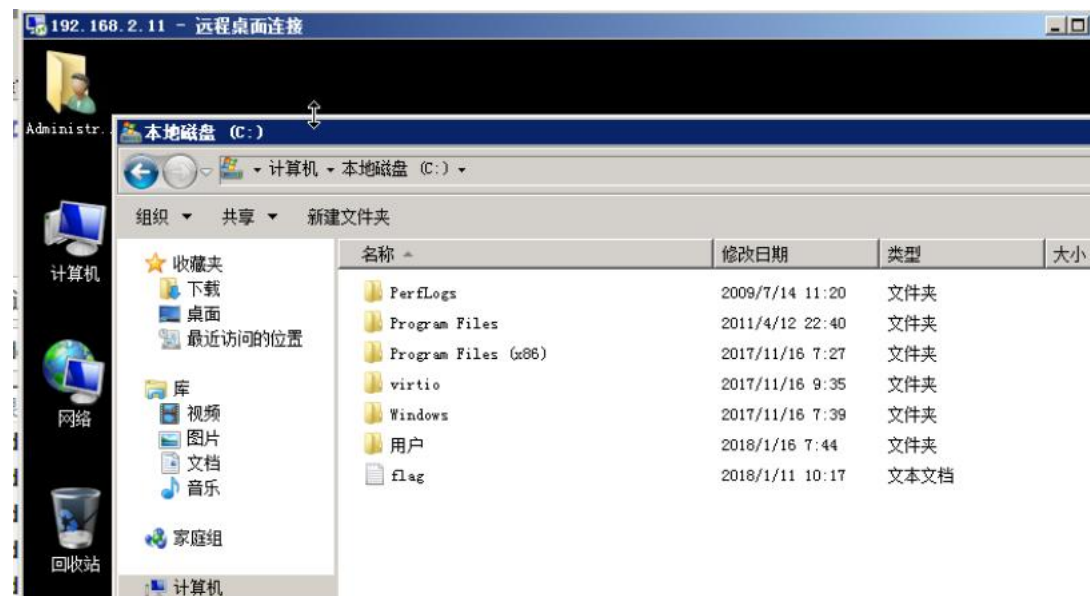 192.168.2.11 - 远程桌面连接
Administr..
本地磁盘 (C:)
计算机 本地磁盘 (C:)
组织 共享 新建文件夹
计算机
网络
回收站
收藏夹
下载
桌面
最近访问的位置
库
视频
图片
文档
音乐
家庭组
计算机
名称 修改日期 类型 大小
PerfLogs 2009/7/14 11:20 文件夹
Program Files 2011/4/12 22:40 文件夹
Program Files (x86) 2017/11/16 7:27 文件夹
virtio 2017/11/16 9:35 文件夹
Windows 2017/11/16 7:39 文件夹
用户 2018/1/16 7:44 文件夹
flag 2018/1/11 10:17 文本文档